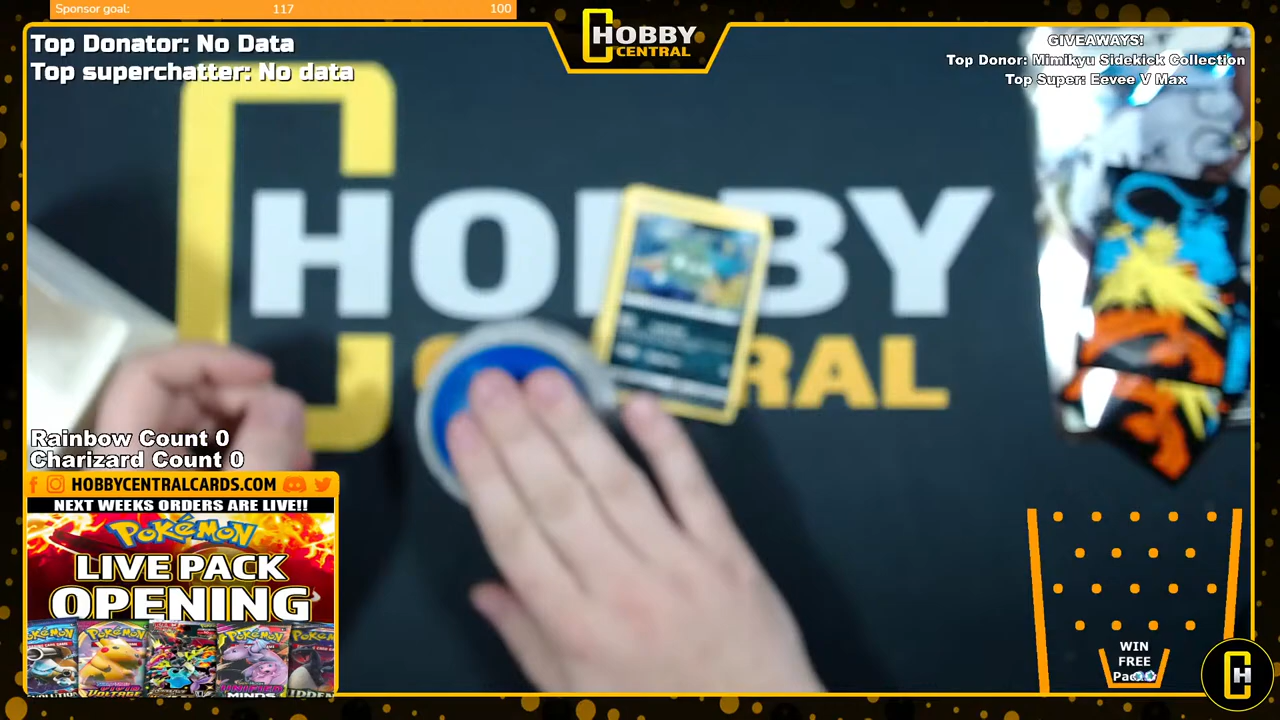 Sponsor goal: 117 100
Top Donator: No Data
Top superchatter: No data
HOBBY
CENTRAL
GIVEAWAYS!
Top Donor: Mimikyu Sidekick Collection
Top Super: Eevee V Max
HOBBY
RAL
Rainbow Count 0
Charizard Count 0
HOBBYCENTRALCARDS.COM
NEXT WEEKS ORDERS ARE LIVE!!
POKéMON
LIVE PACK
OPENING
WIN
FREE
CH